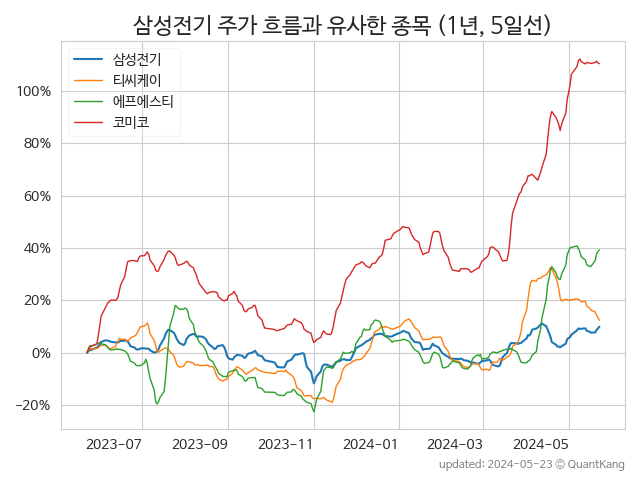 삼성전기 주가 흐름과 유사한 종목 (1년, 5일선)
삼성전기
티씨케이
에프에스티
코미코
100%
80%
60%
40%
20%
0%
−20%
2023-07 2023-09 2023-11 2024-01 2024-03 2024-05
updated: 2024-05-23 © QuantKang